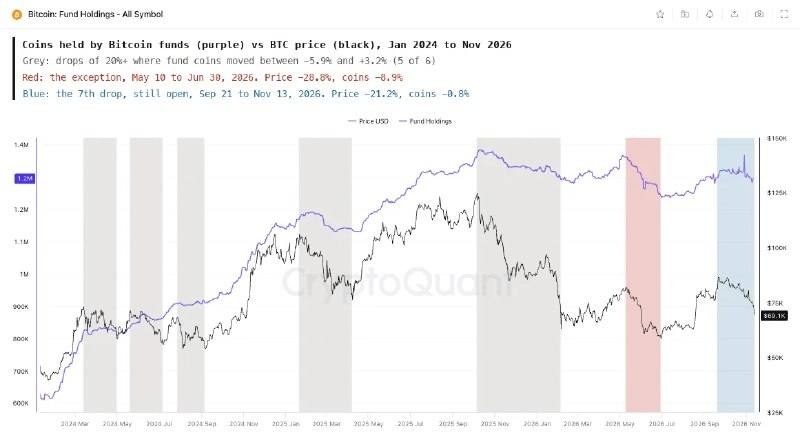 Bitcoin: Fund Holdings - All Symbol
Coins held by Bitcoin funds (purple) vs BTC price (black), Jan 2024 to Nov 2026
Grey: drops of 20%+ where fund coins moved between −5.9% and +3.2% (5 of 6)
Red: the exception, May 10 to Jun 30, 2026. Price −28.8%, coins −8.9%
Blue: the 7th drop, still open, Sep 21 to Nov 13, 2026. Price −21.2%, coins −0.8%
Price USD Fund Holdings
1.4M $150K
1.2M $125K
1.2M
1.1M $100K
1M
CryptoQuant
900K $75K
$69.1K
800K $60K
700K
600K $26K
2024 Mar 2024 May 2024 Jul 2024 Sep 2024 Nov 2025 Jan 2025 Mar 2025 May 2025 Jul 2025 Sep 2025 Nov 2026 Jan 2026 Mar 2026 May 2026 Jul 2026 Sep 2026 Nov